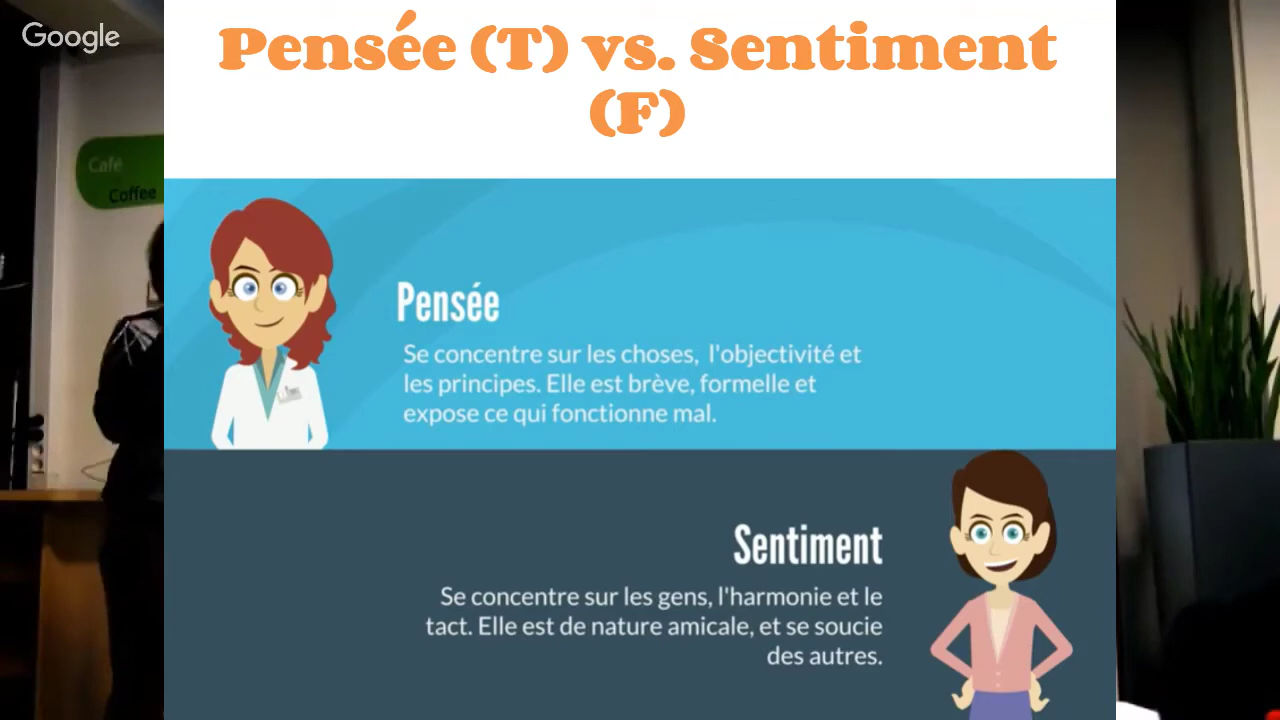 Google
Pensée (T) vs. Sentiment
(F)
Café
Coffee
Pensée
Se concentre sur les choses, l'objectivité et
les principes. Elle est brève, formelle et
expose ce qui fonctionne mal.
Sentiment
Se concentre sur les gens, l'harmonie et le
tact. Elle est de nature amicale, et se soucie
des autres.